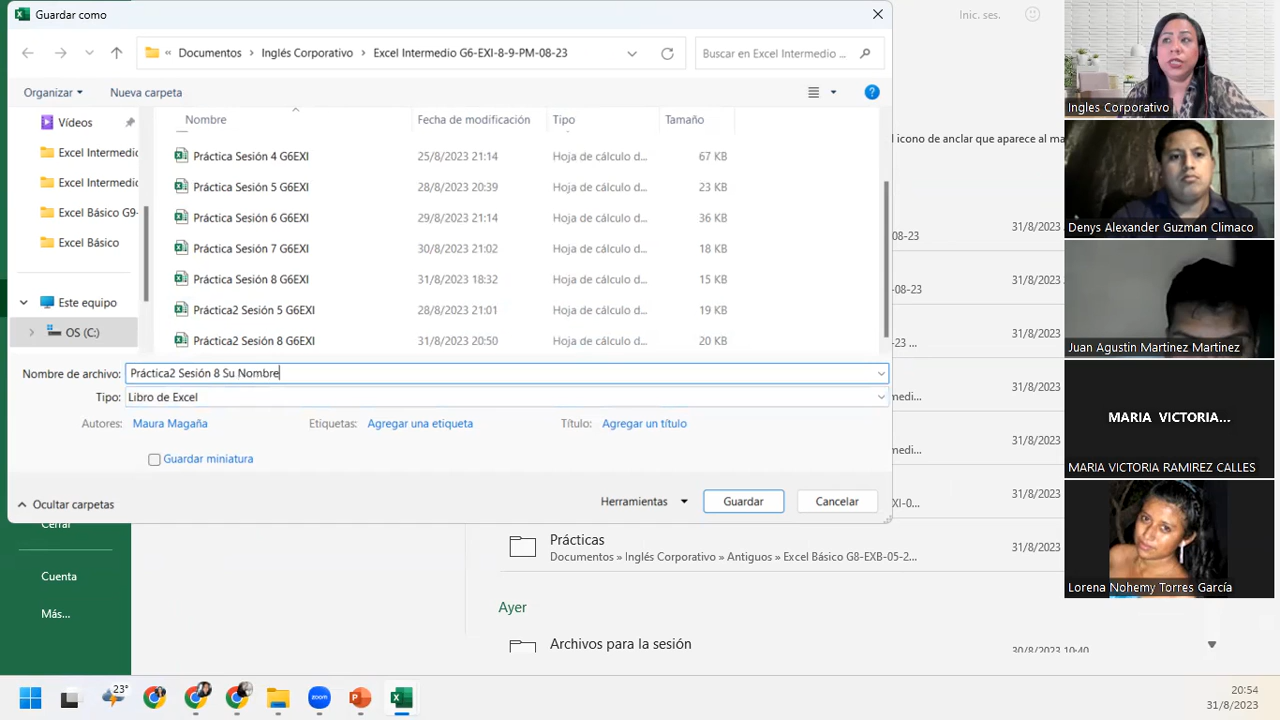 Guardar como
Inic. ses.
« Documentos > Inglés Corporativo >
Buscar en Excel Intermedio
Organizar
Nueva carpeta
Nombre
Fecha de modificación
Tipo
Tamaño
Vídeos
Excel Intermedic
Excel Intermedic
Excel Básico G9-
Excel Básico
Este equipo
OS (C:)
Práctica Sesión 4 G6EXI 25/8/2023 21:14 Hoja de cálculo d... 67 KB
Práctica Sesión 5 G6EXI 28/8/2023 20:39 Hoja de cálculo d... 23 KB
Práctica Sesión 6 G6EXI 29/8/2023 21:14 Hoja de cálculo d... 36 KB
Práctica Sesión 7 G6EXI 30/8/2023 21:02 Hoja de cálculo d... 18 KB
Práctica Sesión 8 G6EXI 31/8/2023 18:32 Hoja de cálculo d... 15 KB
Práctica2 Sesión 5 G6EXI 28/8/2023 21:01 Hoja de cálculo d... 19 KB
Práctica2 Sesión 8 G6EXI 31/8/2023 20:50 Hoja de cálculo d... 20 KB
Nombre de archivo: Práctica2 Sesión 8 Su Nombre
Tipo: Libro de Excel
Autores: Maura Magaña
Etiquetas: Agregar una etiqueta
Título: Agregar un título
Guardar miniatura
Ocultar carpetas
Herramientas
Guardar
Cancelar
l icono de anclar que aparece al ma
31/8/2023
-08-23
31/8/2023
-08-23
31/8/2023
-23 ...
31/8/2023
medi...
31/8/2023
medi...
31/8/2023
EXI-0...
Cerrar
Cuenta
Más...
Prácticas 31/8/2023
Documentos » Inglés Corporativo » Antiguos » Excel Básico G8-EXB-05-2...
Ayer
Archivos para la sesión
30/8/2023 10:40
Ingles Corporativo
Denys Alexander Guzman Climaco
Juan Agustin Martinez Martinez
MARIA VICTORIA...
MARIA VICTORIA RAMIREZ CALLES
Lorena Nohemy Torres García
23°
zoom
20:54
31/8/2023